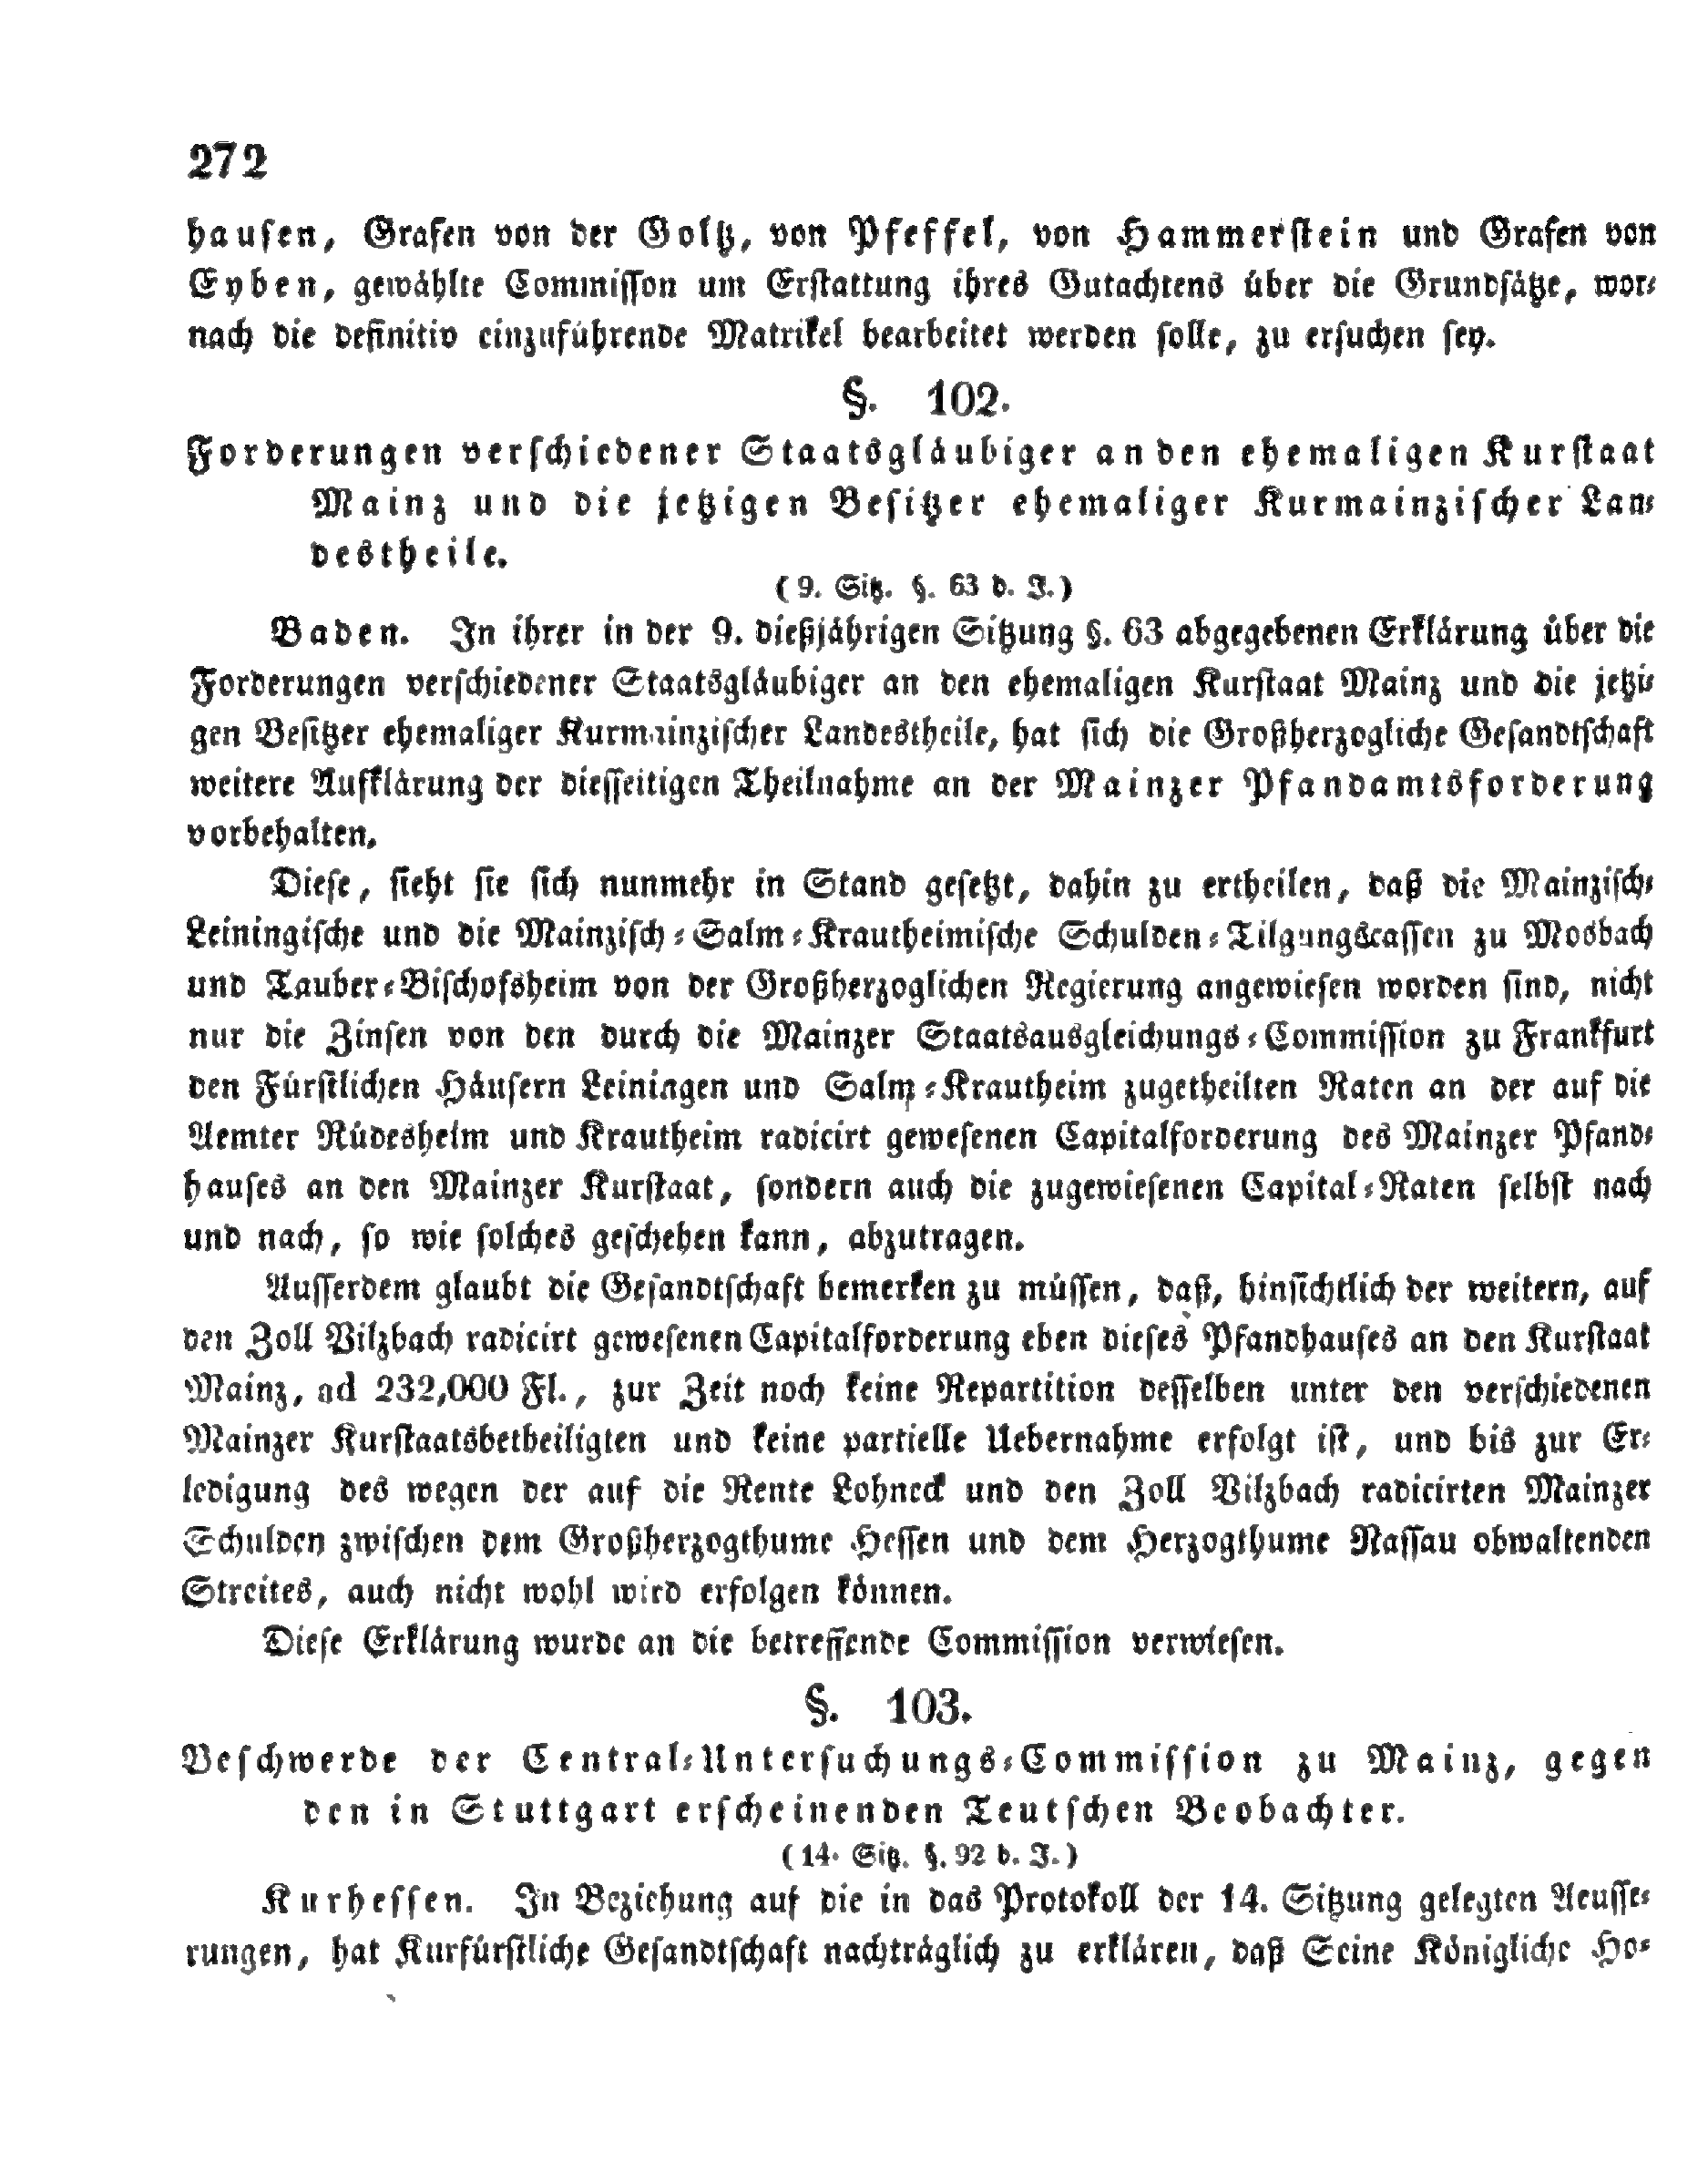 272
hausen, Grafen von der Goltz, von Pfeffel, von Hammerstein und Grafen von
Eyben, gewählte Commisson um Erstattung ihres Gutachtens über die Grundsätze, wor-
nach die definitiv einzuführende Matrikel bearbeitet werden solle, zu ersuchen sey.
§. 102.
Forderungen verschiedener Staatsgläubiger an den ehemaligen Kurstaat
Mainz und die jetzigen Besitzer ehemaliger Kurmainzischer Lan-
destheile.
(9. Sitz. §. 63 d. J.)
Baden. In ihrer in der 9. dießjährigen Sitzung §. 63 abgegebenen Erklärung über die
Forderungen verschiedener Staatsgläubiger an den ehemaligen Kurstaat Mainz und die jetzi-
gen Besitzer ehemaliger Kurmainzischer Landestheile, hat sich die Großherzogliche Gesandtschaft
weitere Aufklärung der diesseitigen Theilnahme an der Mainzer Pfandamtsforderung
vorbehalten.
Diese, sieht sie sich nunmehr in Stand gesetzt, dahin zu ertheilen, daß die Mainzisch-
Leiningische und die Mainzisch-Salm-Krautheimische Schulden-Tilgungscassen zu Mosbach
und Tauber-Bischofsheim von der Großherzoglichen Regierung angewiesen worden sind, nicht
nur die Zinsen von den durch die Mainzer Staatsausgleichungs-Commission zu Frankfurt
den Fürstlichen Häusern Leiningen und Salm-Krautheim zugetheilten Raten an der auf die
Aemter Rüdesheim und Krautheim radicirt gewesenen Capitalforderung des Mainzer Pfand-
hauses an den Mainzer Kurstaat, sondern auch die zugewiesenen Capital-Raten selbst nach
und nach, so wie solches geschehen kann, abzutragen.
Ausserdem glaubt die Gesandtschaft bemerken zu müssen, daß, hinsichtlich der weitern, auf
den Zoll Vilzbach radicirt gewesenen Capitalforderung eben dieses Pfandhauses an den Kurstaat
Mainz, ad 232,000 Fl., zur Zeit noch keine Repartition desselben unter den verschiedenen
Mainzer Kurstaatsbetheiligten und keine partielle Uebernahme erfolgt ist, und bis zur Er-
ledigung des wegen der auf die Rente Lohneck und den Zoll Vilzbach radicirten Mainzer
Schulden zwischen dem Großherzogthume Hessen und dem Herzogthume Nassau obwaltenden
Streites, auch nicht wohl wird erfolgen können.
Diese Erklärung wurde an die betreffende Commission verwiesen.
§. 103.
Beschwerde der Central-Untersuchungs-Commission zu Mainz, gegen
den in Stuttgart erscheinenden Teutschen Beobachter.
(14. Sitz. §. 92 d. J.)
Kurhessen. In Beziehung auf die in das Protokoll der 14. Sitzung gelegten Aeusse-
rungen, hat Kurfürstliche Gesandtschaft nachträglich zu erklären, daß Seine Königliche Ho-